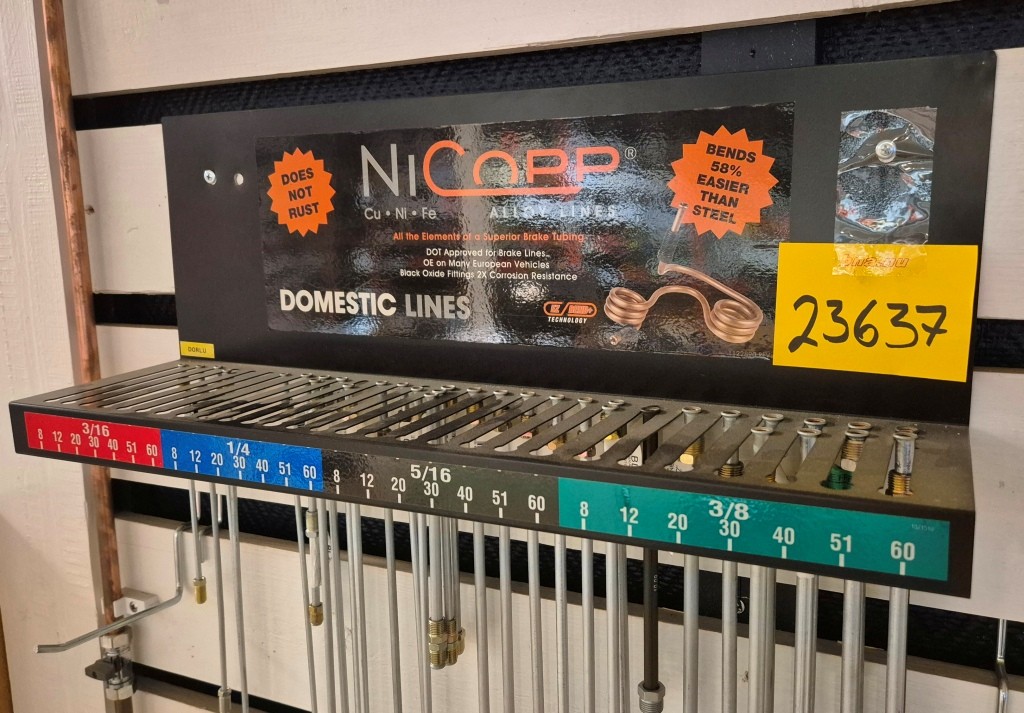 DOES
NOT
RUST
NiCOPP®
BENDS
58%
EASIER
THAN
STEEL
Cu • Ni • Fe
ALLOY LINES
All the Elements of a Superior Brake Tubing
DOT Approved for Brake Lines
OE on Many European Vehicles
Black Oxide Fittings 2X Corrosion Resistance
DOMESTIC LINES
TECHNOLOGY
23637
3/16
8 12 20 30 40 51 60
1/4
8 12 20 30 40 51 60
5/16
8 12 20 30 40 51 60
3/8
8 12 20 30 40 51 60